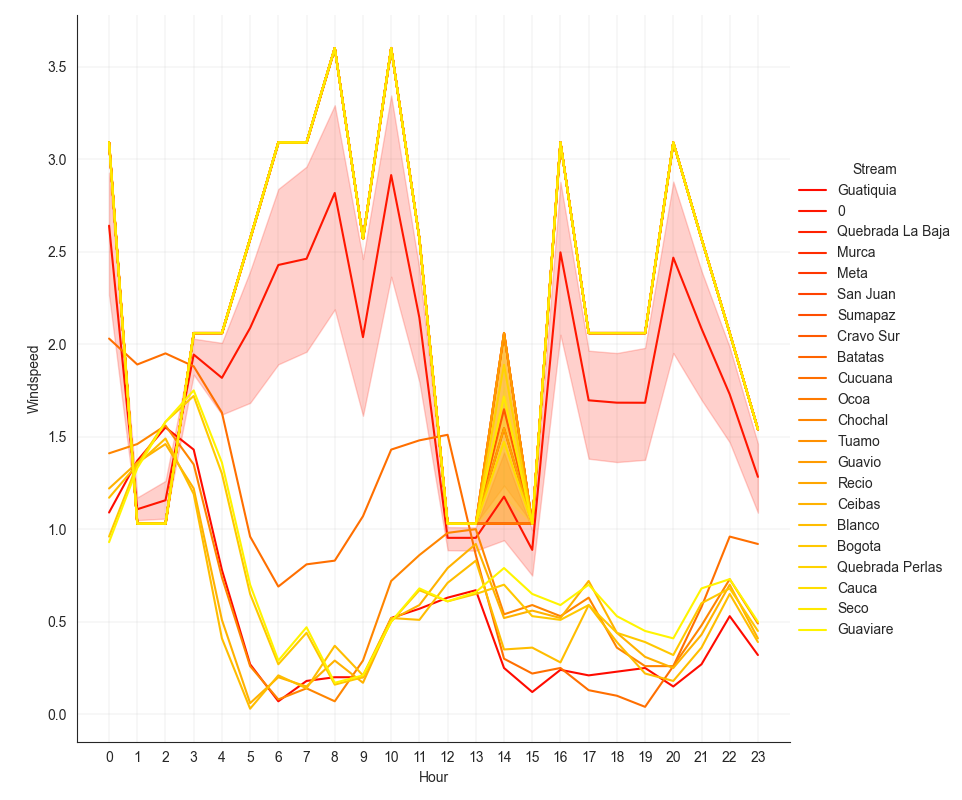 3.5
3.0
2.5
2.0
1.5
1.0
0.5
0.0
Windspeed
0 1 2 3 4 5 6 7 8 9 10 11 12 13 14 15 16 17 18 19 20 21 22 23
Hour
Stream
Guatiquia
0
Quebrada La Baja
Murca
Meta
San Juan
Sumapaz
Cravo Sur
Batatas
Cucuana
Ocoa
Chochal
Tuamo
Guavio
Recio
Ceibas
Blanco
Bogota
Quebrada Perlas
Cauca
Seco
Guaviare